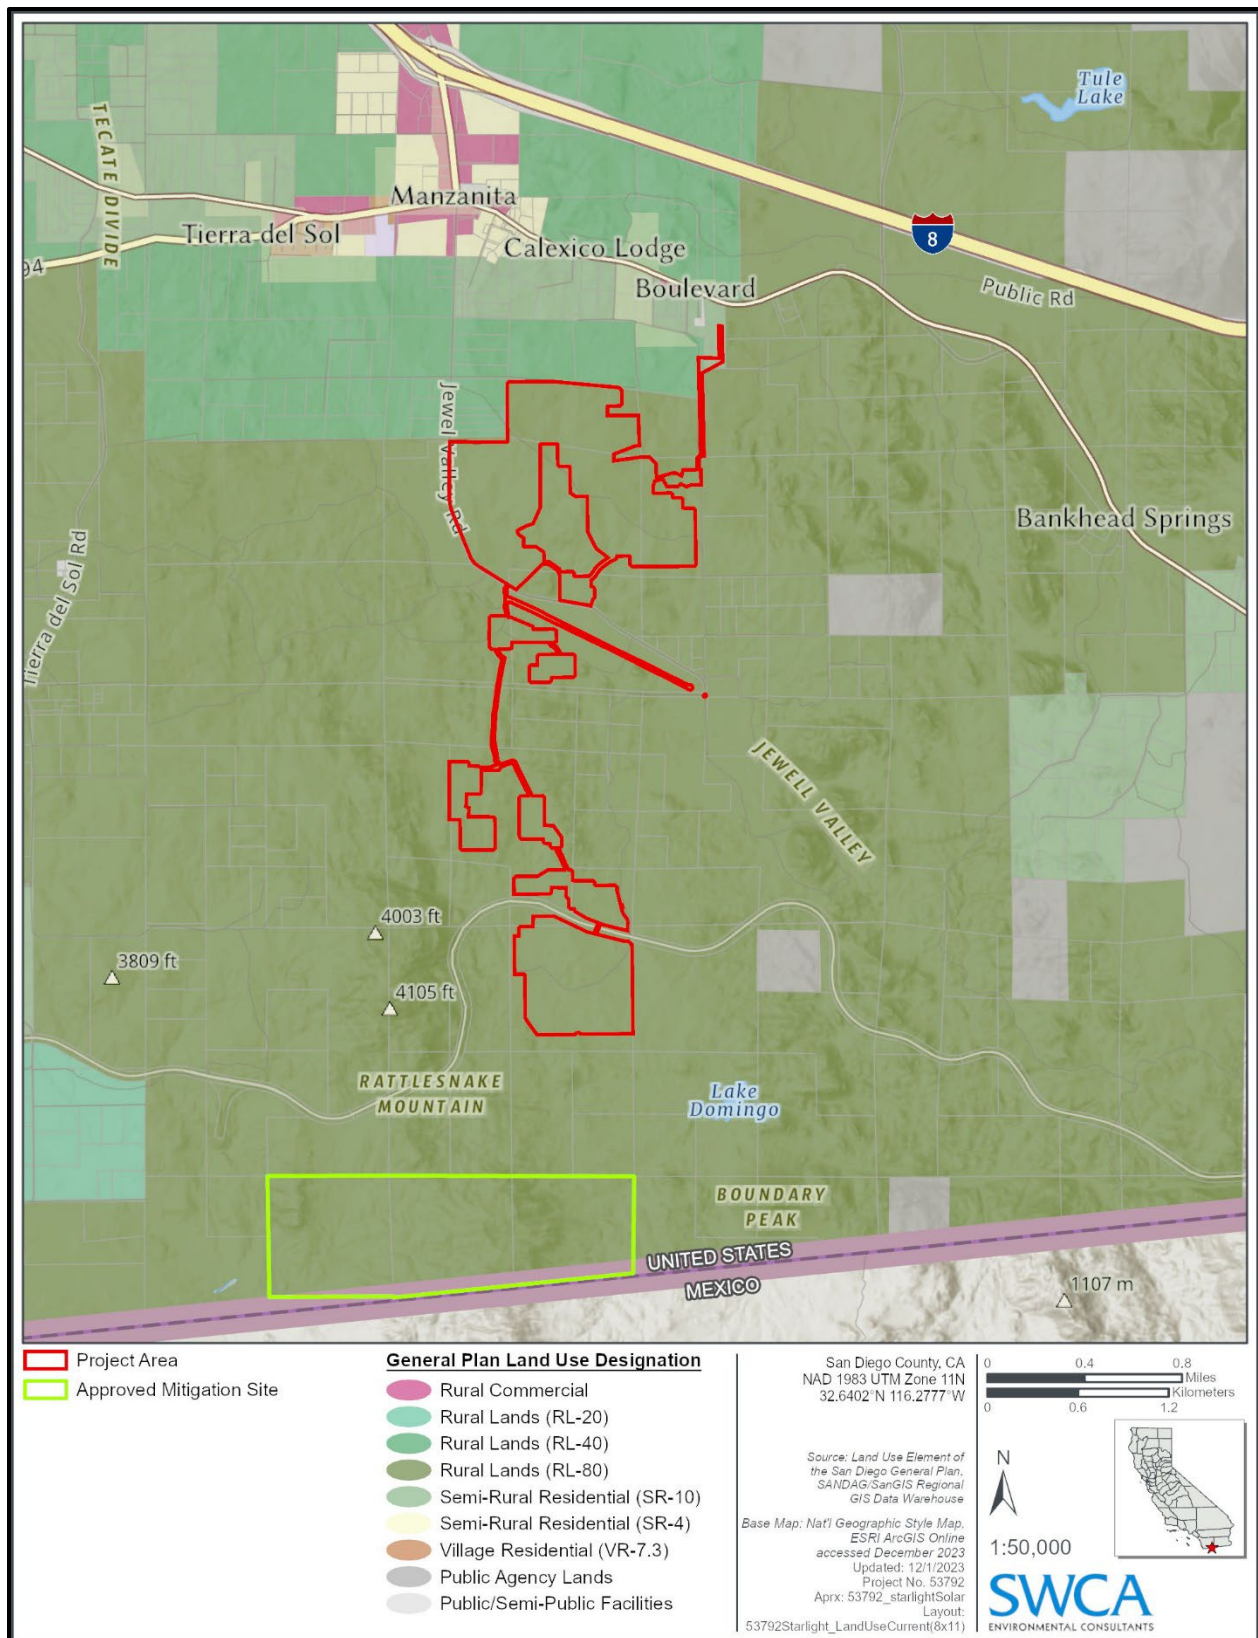 Tule
Lake
TECATE DIVIDE
Manzanita
Tierra del Sol
Calexico Lodge
8
94
Boulevard
Public Rd
Jewel Valley Rd
Bankhead Springs
Tierra del Sol Rd
JEWELL VALLEY
4003 ft
3809 ft
4105 ft
RATTLESNAKE
MOUNTAIN
Lake
Domingo
BOUNDARY
PEAK
UNITED STATES
MEXICO
1107 m
Project Area
Approved Mitigation Site
General Plan Land Use Designation
Rural Commercial
Rural Lands (RL-20)
Rural Lands (RL-40)
Rural Lands (RL-80)
Semi-Rural Residential (SR-10)
Semi-Rural Residential (SR-4)
Village Residential (VR-7.3)
Public Agency Lands
Public/Semi-Public Facilities
San Diego County, CA
NAD 1983 UTM Zone 11N
32.6402°N 116.2777°W
Source: Land Use Element of
the San Diego General Plan,
SANDAG/SanGIS Regional
GIS Data Warehouse
Base Map: Nat'l Geographic Style Map,
ESRI ArcGIS Online
accessed December 2023
Updated: 12/1/2023
Project No. 53792
Aprx: 53792_starlightSolar
Layout:
53792Starlight_LandUseCurrent(8x11)
0 0.4 0.8
Miles
Kilometers
0 0.6 1.2
N
1:50,000
SWCA
ENVIRONMENTAL CONSULTANTS